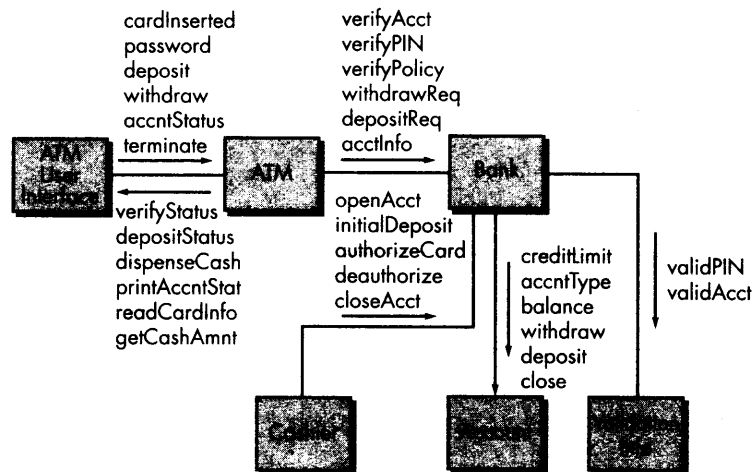 cardInserted
password
deposit
withdraw
accntStatus
terminate
verifyAcct
verifyPIN
verifyPolicy
withdrawReq
depositReq
acctInfo
ATM
User
Interface
ATM
Bank
verifyStatus
depositStatus
dispenseCash
printAccntStat
readCardInfo
getCashAmnt
openAcct
initialDeposit
authorizeCard
deauthorize
closeAcct
creditLimit
accntType
balance
withdraw
deposit
close
validPIN
validAcct